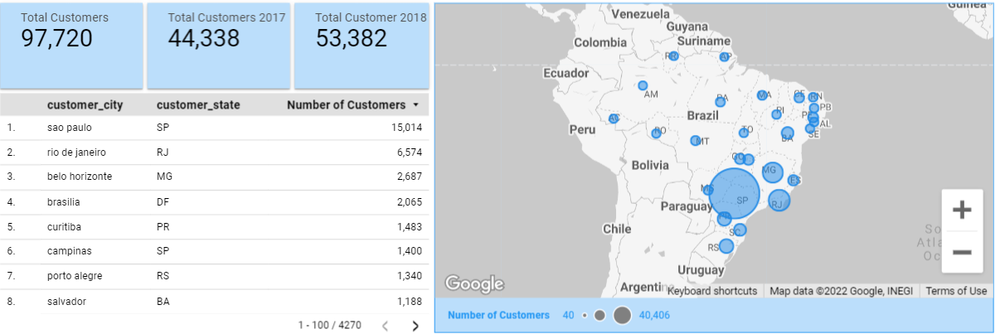 Total Customers
97,720
Total Customers 2017
44,338
Total Customer 2018
53,382
customer_city customer_state Number of Customers
1. sao paulo SP 15,014
2. rio de janeiro RJ 6,574
3. belo horizonte MG 2,687
4. brasilia DF 2,065
5. curitiba PR 1,483
6. campinas SP 1,400
7. porto alegre RS 1,340
8. salvador BA 1,188
1 - 100 / 4270
Guinea
Venezuela
Guyana
Colombia
Suriname
RR
AP
Ecuador
AM
PA
MA
CE
RN
PI
PB
Brazil
AC
AL
Peru
RO
TO
SE
MT
BA
Bolivia
GO
MG
ES
MS
SP
RJ
Paraguay
PR
Chile
SC
So
RS
Atla
Oc
Uruguay
Google
Argentin
Keyboard shortcuts
Map data ©2022 Google, INEGI
Terms of Use
Number of Customers 40 40,406